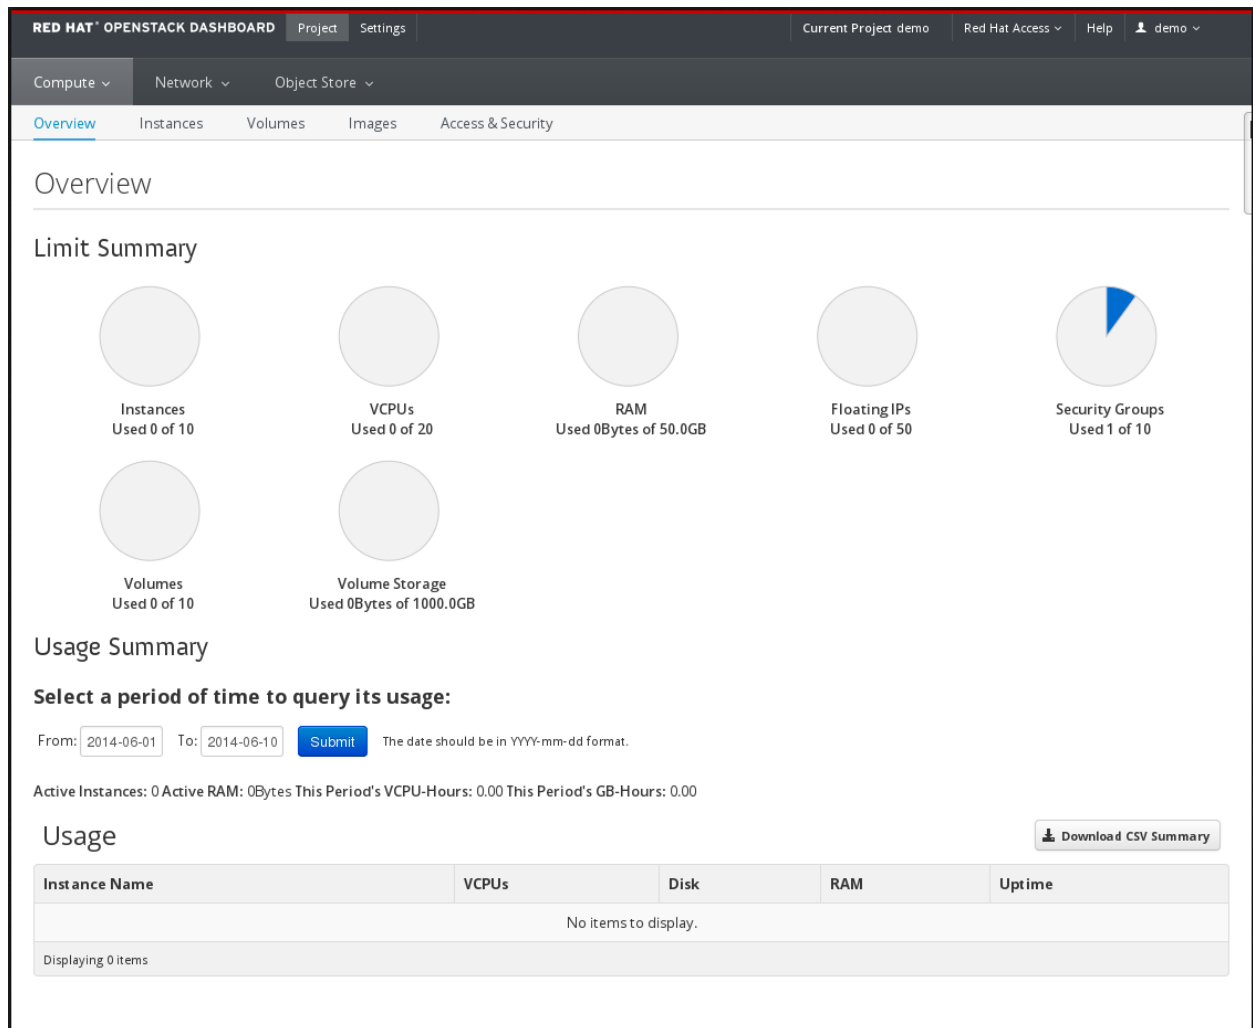 RED HAT® OPENSTACK DASHBOARD Project Settings Current Project demo Red Hat Access Help demo
Compute Network Object Store
Overview Instances Volumes Images Access & Security
Overview
Limit Summary
Instances VCPUs RAM Floating IPs Security Groups
Used 0 of 10 Used 0 of 20 Used 0Bytes of 50.0GB Used 0 of 50 Used 1 of 10
Volumes Volume Storage
Used 0 of 10 Used 0Bytes of 1000.0GB
Usage Summary
Select a period of time to query its usage:
From: 2014-06-01 To: 2014-06-10 Submit The date should be in YYYY-mm-dd format.
Active Instances: 0 Active RAM: 0Bytes This Period's VCPU-Hours: 0.00 This Period's GB-Hours: 0.00
Usage Download CSV Summary
Instance Name VCPUs Disk RAM Uptime
No items to display.
Displaying 0 items